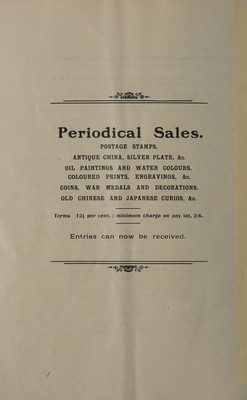 Periodical Sales.
POSTAGE STAMPS,
ANTIQUE CHINA, SILVER PLATE, &c.
OIL PAINTINGS AND WATER COLOURS,
COLOURED PRINTS, ENGRAVINGS, &c.
COINS, WAR MEDALS AND DECORATIONS,
OLD CHINESE AND JAPANESE CURIOS, &c.
Terms 12½ per cent.; minimum charge on any lot, 2/6.
Entries can now be received.